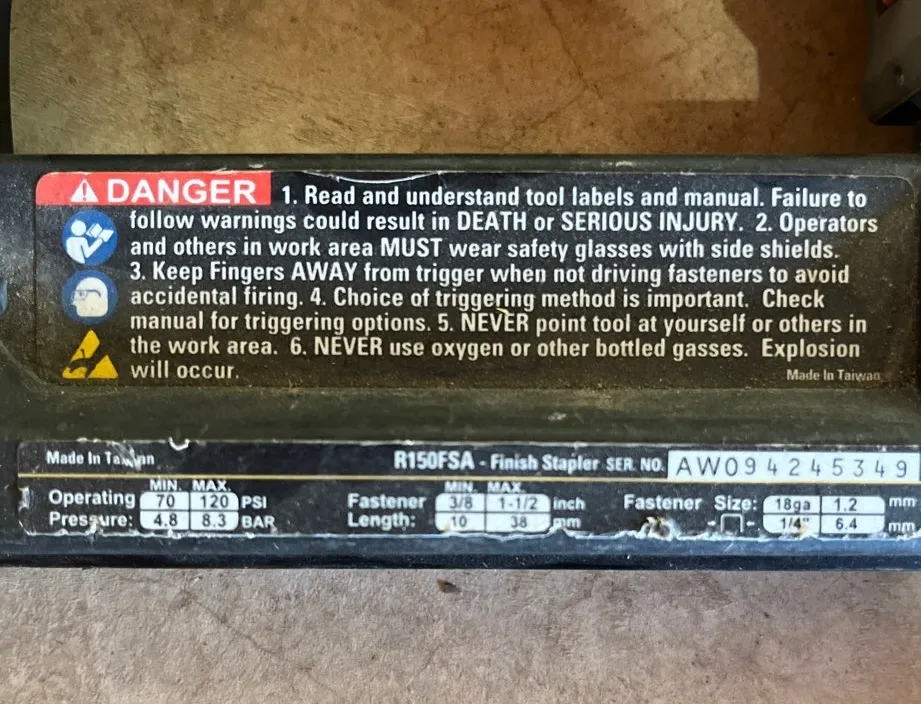 DANGER 1. Read and understand tool labels and manual. Failure to
follow warnings could result in DEATH or SERIOUS INJURY. 2. Operators
and others in work area MUST wear safety glasses with side shields.
3. Keep Fingers AWAY from trigger when not driving fasteners to avoid
accidental firing. 4. Choice of triggering method is important. Check
manual for triggering options. 5. NEVER point tool at yourself or others in
the work area. 6. NEVER use oxygen or other bottled gasses. Explosion
will occur.
Made In Taiwan
Made In Taiwan R150FSA - Finish Stapler SER. NO. AW094245349
MIN. MAX. MIN. MAX.
Operating 70 120 PSI Fastener 3/8 1-1/2 inch Fastener Size: 18ga 1.2 mm
Pressure: 4.8 8.3 BAR Length: 10 38 mm 1/4" 6.4 mm